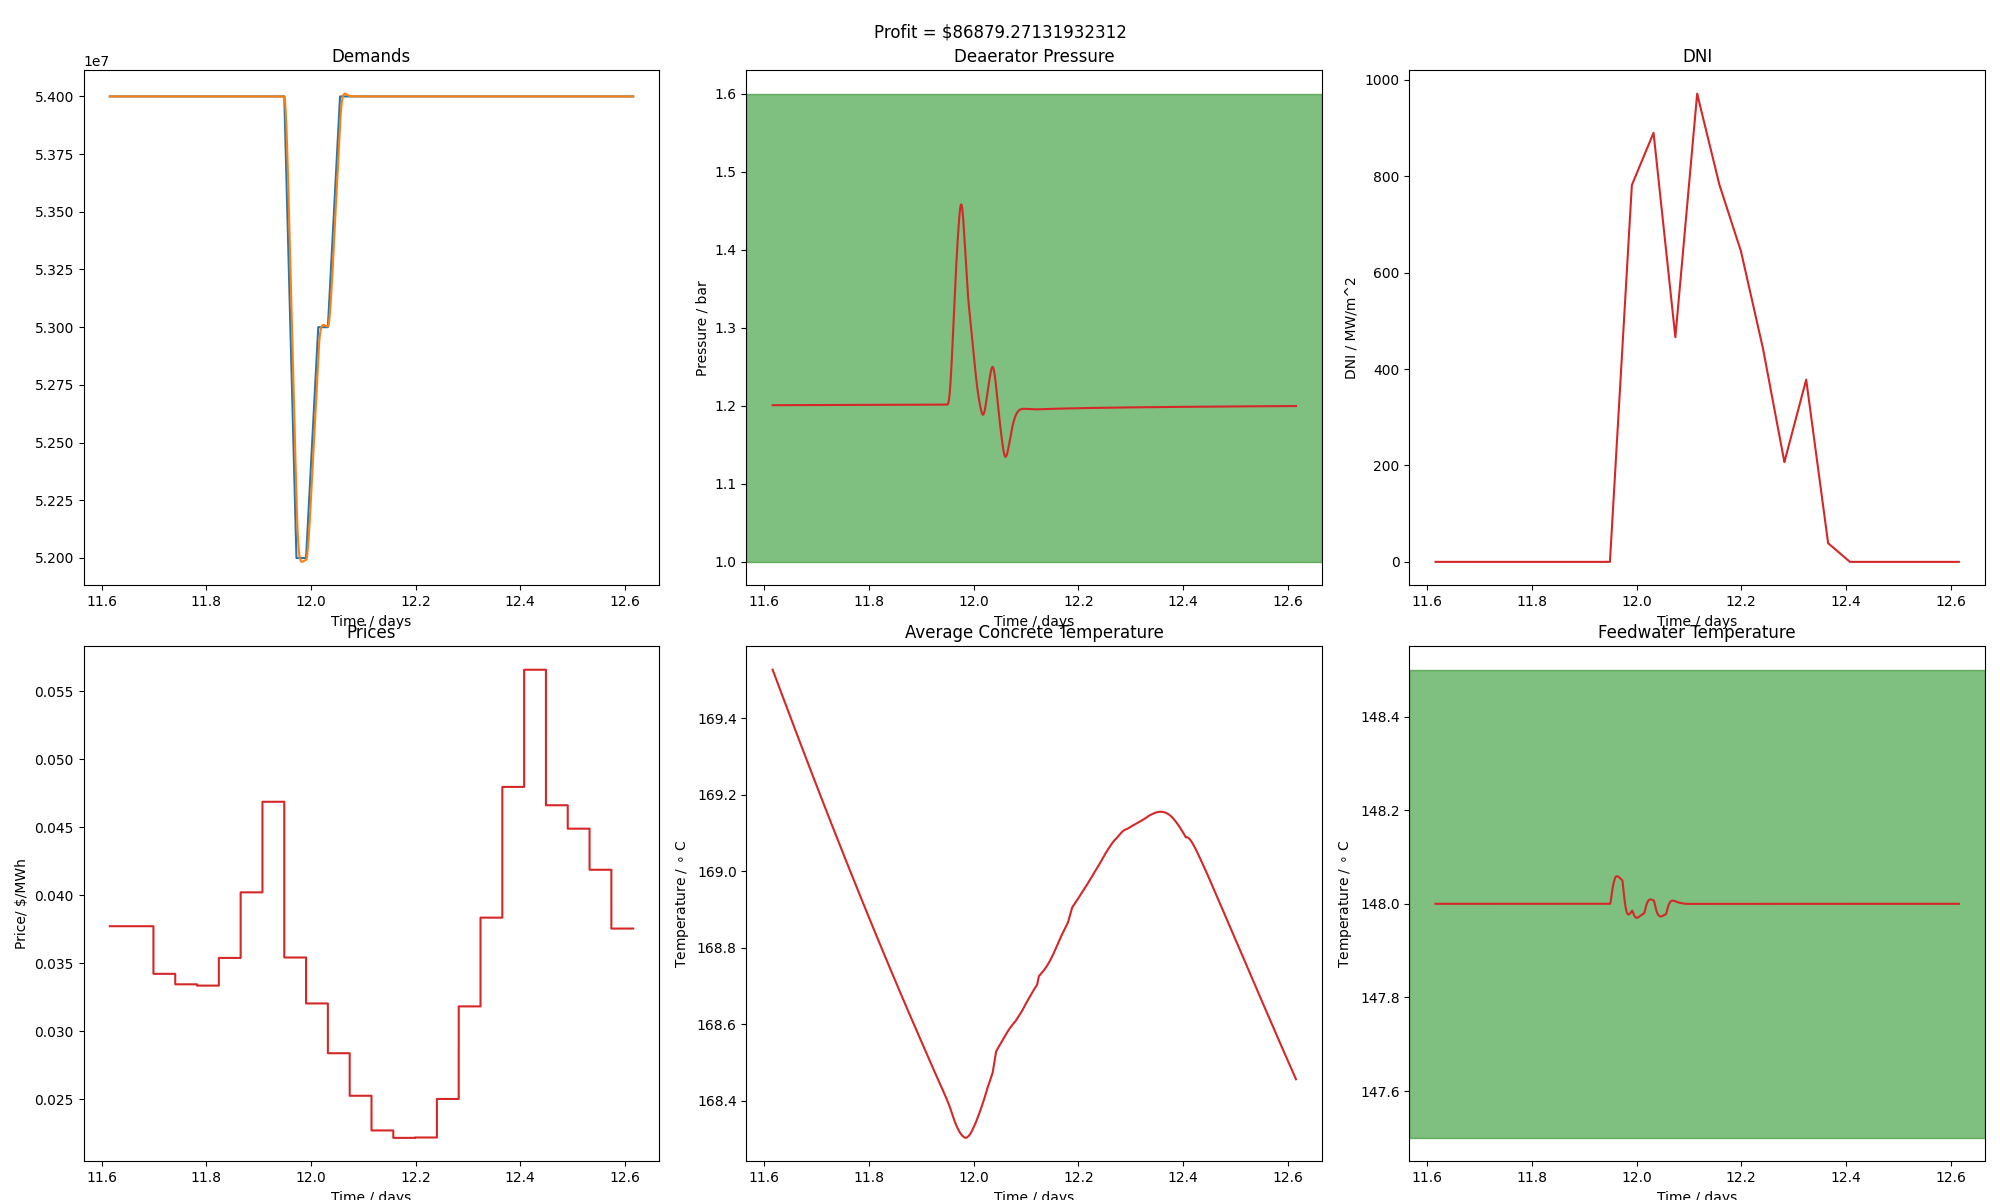 Profit = $86879.27131932312
Demands
1e7
5.400
5.375
5.350
5.325
5.300
5.275
5.250
5.225
5.200
11.6 11.8 12.0 12.2 12.4 12.6
Time / days
Deaerator Pressure
Pressure / bar
1.6
1.5
1.4
1.3
1.2
1.1
1.0
11.6 11.8 12.0 12.2 12.4 12.6
Time / days
DNI
DNI / MW/m^2
1000
800
600
400
200
0
11.6 11.8 12.0 12.2 12.4 12.6
Time / days
Prices
Price/ $/MWh
0.055
0.050
0.045
0.040
0.035
0.030
0.025
11.6 11.8 12.0 12.2 12.4 12.6
Time / days
Average Concrete Temperature
Temperature / ∘ C
169.4
169.2
169.0
168.8
168.6
168.4
11.6 11.8 12.0 12.2 12.4 12.6
Time / days
Feedwater Temperature
Temperature / ∘ C
148.4
148.2
148.0
147.8
147.6
11.6 11.8 12.0 12.2 12.4 12.6
Time / days